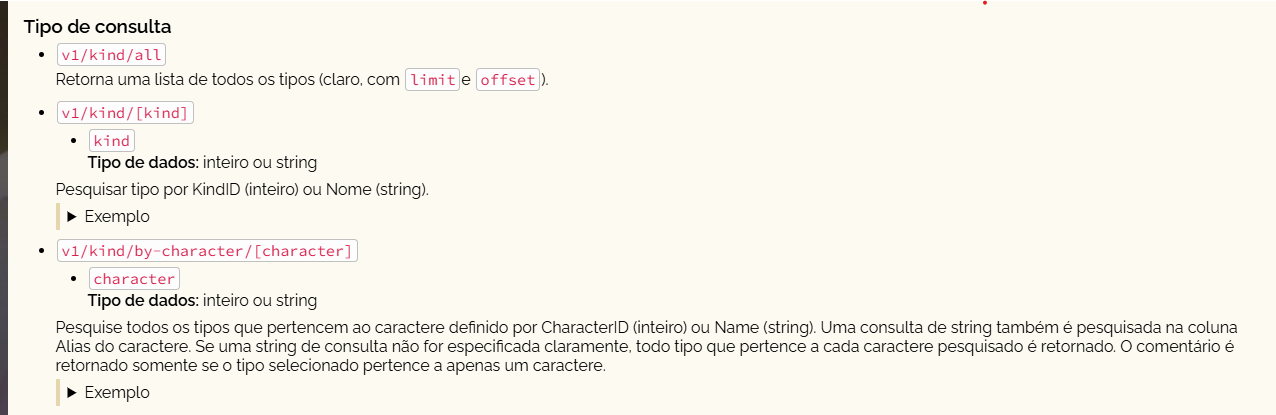 Tipo de consulta
v1/kind/all
Retorna uma lista de todos os tipos (claro, com limit e offset ).
v1/kind/[kind]
kind
Tipo de dados: inteiro ou string
Pesquisar tipo por KindID (inteiro) ou Nome (string).
Exemplo
v1/kind/by-character/[character]
character
Tipo de dados: inteiro ou string
Pesquise todos os tipos que pertencem ao caractere definido por CharacterID (inteiro) ou Name (string). Uma consulta de string também é pesquisada na coluna
Alias do caractere. Se uma string de consulta não for especificada claramente, todo tipo que pertence a cada caractere pesquisado é retornado. O comentário é
retornado somente se o tipo selecionado pertence a apenas um caractere.
Exemplo